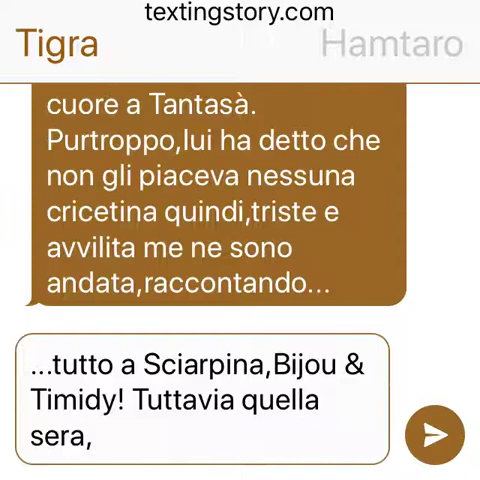 textingstory.com
Tigra
Hamtaro
cuore a Tantasà.
Purtroppo,lui ha detto che
non gli piaceva nessuna
cricetina quindi,triste e
avvilita me ne sono
andata,raccontando...
...tutto a Sciarpina,Bijou &
Timidy! Tuttavia quella
sera,